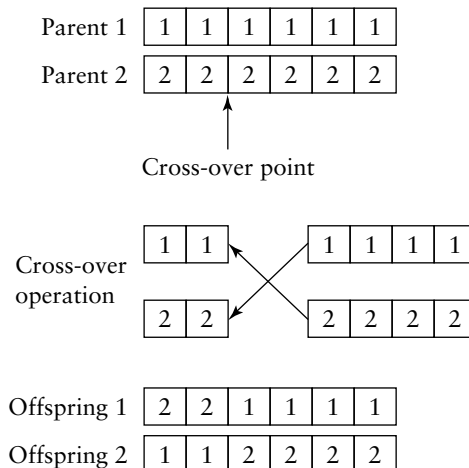 Parent 1 1 1 1 1 1 1
Parent 2 2 2 2 2 2 2
Cross-over point
1 1 1 1 1 1
Cross-over
operation
2 2 2 2 2 2
Offspring 1 2 2 1 1 1 1
Offspring 2 1 1 2 2 2 2